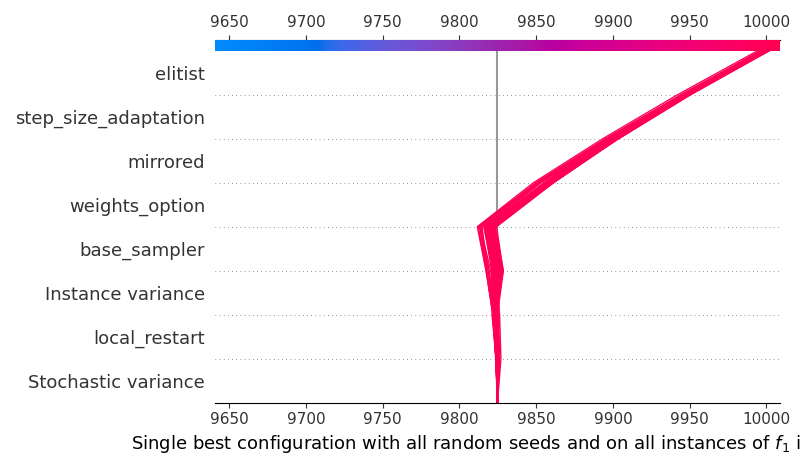 9650 9700 9750 9800 9850 9900 9950 10000
elitist
step_size_adaptation
mirrored
weights_option
base_sampler
Instance variance
local_restart
Stochastic variance
9650 9700 9750 9800 9850 9900 9950 10000
Single best configuration with all random seeds and on all instances of f₁ i